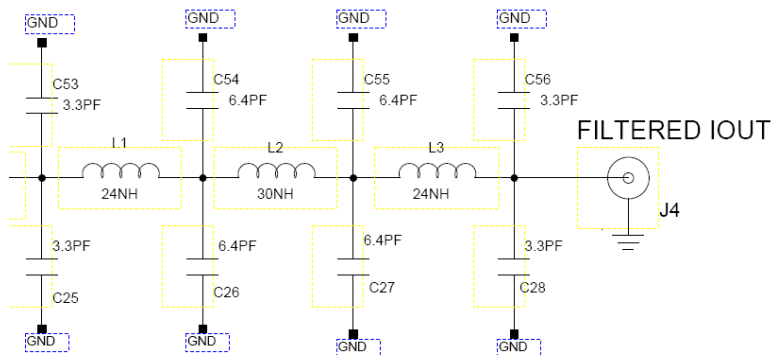 GND GND GND GND
C53 C54 C55 C56
3.3PF 6.4PF 6.4PF 3.3PF
FILTERED IOUT
L1 L2 L3
24NH 30NH 24NH
J4
3.3PF 6.4PF 6.4PF 3.3PF
C25 C26 C27 C28
GND GND GND GND